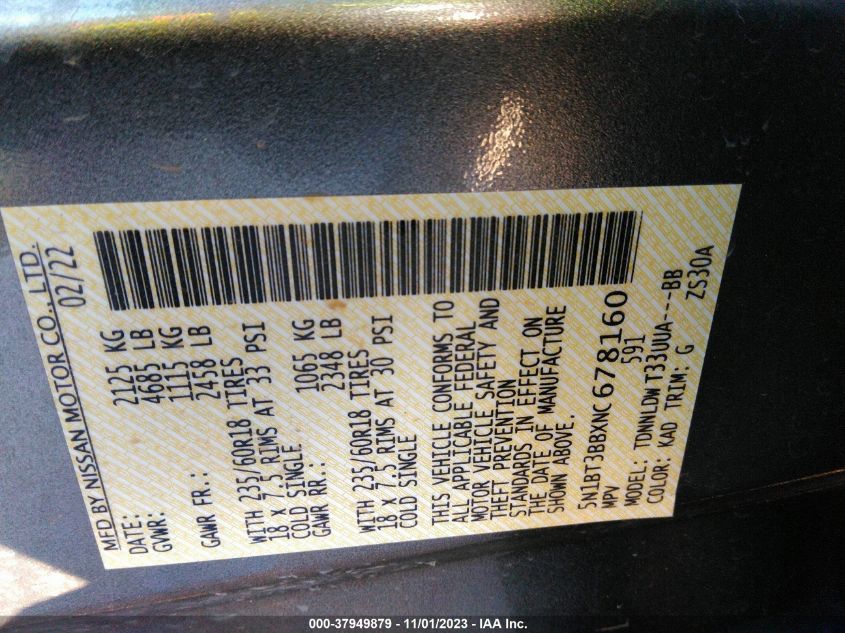 MFD BY NISSAN MOTOR CO., LTD.
DATE: 02/22
GVWR: 2125 KG
4685 LB
GAWR FR.: 1115 KG
2458 LB
WITH 235/60R18 TIRES
18 X 7.5 RIMS AT 33 PSI
COLD SINGLE
GAWR RR.: 1065 KG
2348 LB
WITH 235/60R18 TIRES
18 X 7.5 RIMS AT 30 PSI
COLD SINGLE
THIS VEHICLE CONFORMS TO
ALL APPLICABLE FEDERAL
MOTOR VEHICLE SAFETY AND
THEFT PREVENTION
STANDARDS IN EFFECT ON
THE DATE OF MANUFACTURE
SHOWN ABOVE.
5N1BT3BBXNC678160
MPV 591
MODEL: TDWNLDWT33UUA----BB
COLOR: KAD TRIM: G ZS30A
000-37949879 - 11/01/2023 - IAA Inc.